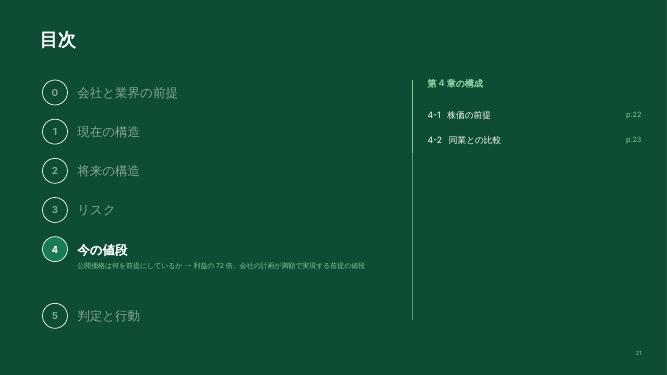 目次
0 会社と業界の前提
1 現在の構造
2 将来の構造
3 リスク
4 今の値段
公開価格は何を前提にしているか → 利益の 72 倍。会社の計画が満額で実現する前提の値段
5 判定と行動
第 4 章の構成
4-1 株価の前提 p.22
4-2 同業との比較 p.23
21